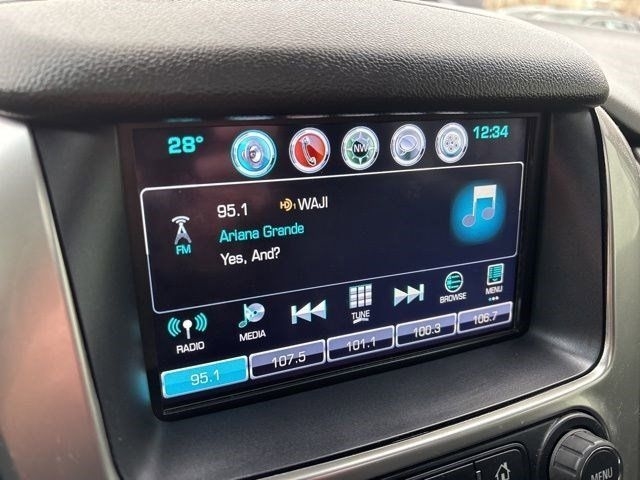 28°
NW
12:34
95.1 HD WAJI
FM
Ariana Grande
Yes, And?
RADIO
MEDIA
TUNE
BROWSE
MENU
95.1
107.5
101.1
100.3
106.7
MENU